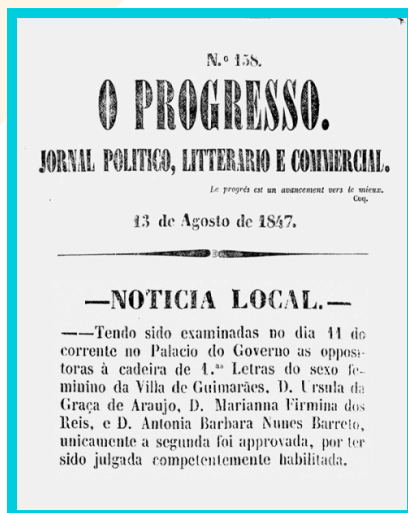 N.º 158.
O PROGRESSO.
JORNAL POLITICO, LITTERARIO E COMMERCIAL.
Le progrés est un avancement vers le mieux.
Coq.
13 de Agosto de 1847.
—NOTICIA LOCAL.—
——Tendo sido examinadas no dia 11 do
corrente no Palacio do Governo as opposi-
toras à cadeira de 1.as Letras do sexo fe-
minino da Villa de Guimarães, D. Ursula da
Graça de Araujo, D. Marianna Firmina dos
Reis, e D. Antonia Barbara Nunes Barreto,
unicamente a segunda foi approvada, por ter
sido julgada competentemente habilitada.